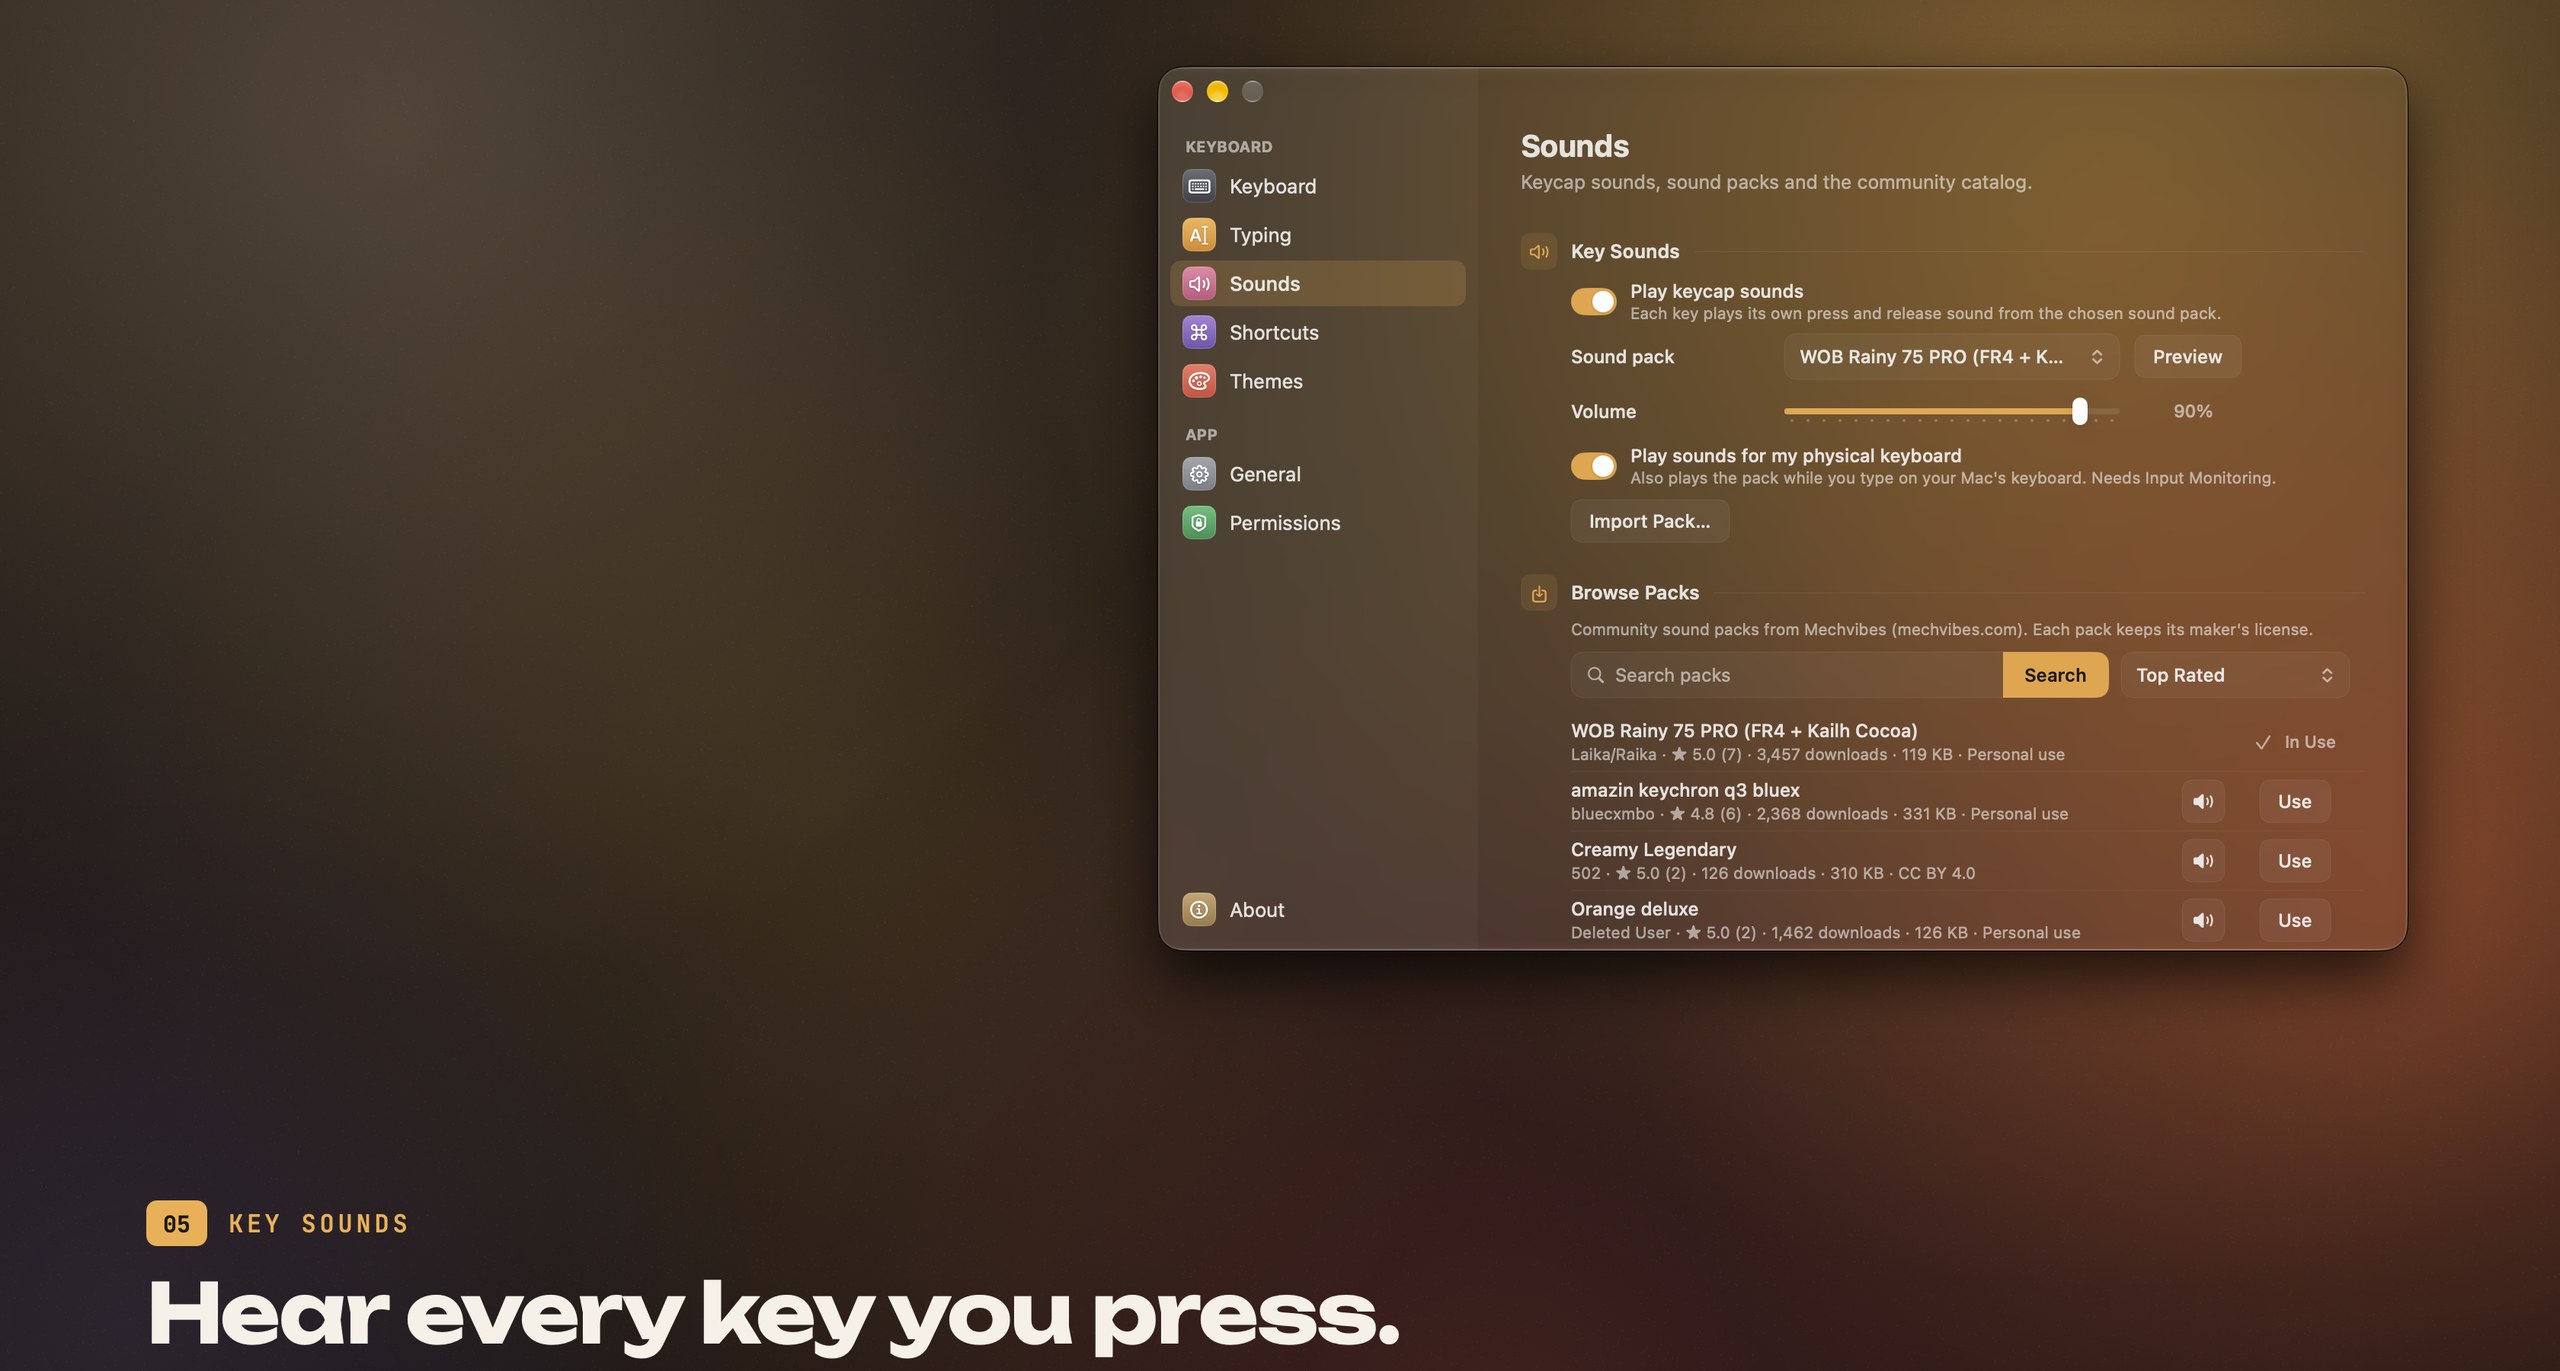 KEYBOARD
Keyboard
Typing
Sounds
Shortcuts
Themes
APP
General
Permissions
About
Sounds
Keycap sounds, sound packs and the community catalog.
Key Sounds
Play keycap sounds
Each key plays its own press and release sound from the chosen sound pack.
Sound pack WOB Rainy 75 PRO (FR4 + K... Preview
Volume 90%
Play sounds for my physical keyboard
Also plays the pack while you type on your Mac's keyboard. Needs Input Monitoring.
Import Pack...
Browse Packs
Community sound packs from Mechvibes (mechvibes.com). Each pack keeps its maker's license.
Search packs Search Top Rated
WOB Rainy 75 PRO (FR4 + Kailh Cocoa)
Laika/Raika · ★ 5.0 (7) · 3,457 downloads · 119 KB · Personal use
✓ In Use
amazin keychron q3 bluex
bluecxmbo · ★ 4.8 (6) · 2,368 downloads · 331 KB · Personal use
Use
Creamy Legendary
502 · ★ 5.0 (2) · 126 downloads · 310 KB · CC BY 4.0
Use
Orange deluxe
Deleted User · ★ 5.0 (2) · 1,462 downloads · 126 KB · Personal use
Use
05 KEY SOUNDS
Hear every key you press.